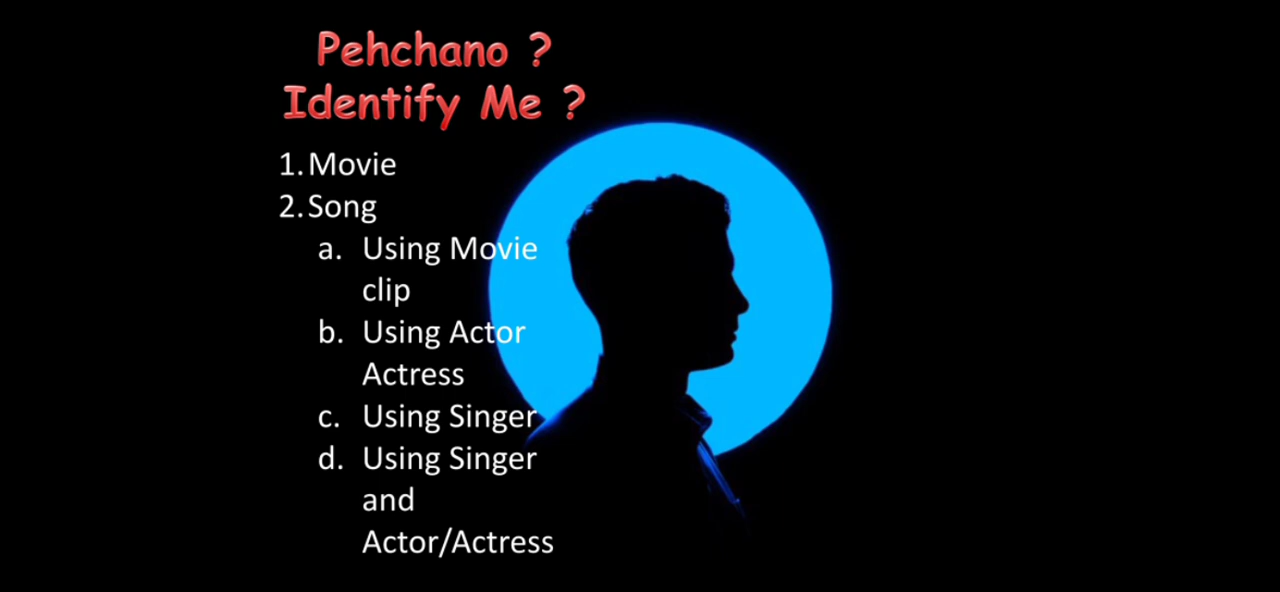 Pehchano ?
Identify Me ?
1. Movie
2. Song
a. Using Movie
clip
b. Using Actor
Actress
c. Using Singer
d. Using Singer
and
Actor/Actress